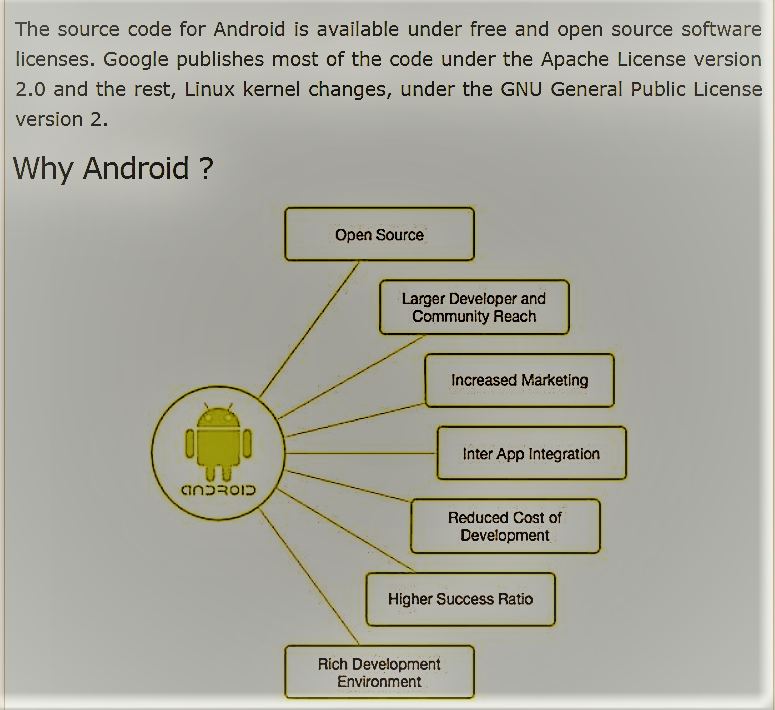 The source code for Android is available under free and open source software
licenses. Google publishes most of the code under the Apache License version
2.0 and the rest, Linux kernel changes, under the GNU General Public License
version 2.
Why Android ?
Open Source
Larger Developer and
Community Reach
Increased Marketing
Inter App Integration
ANDROID
Reduced Cost of
Development
Higher Success Ratio
Rich Development
Environment